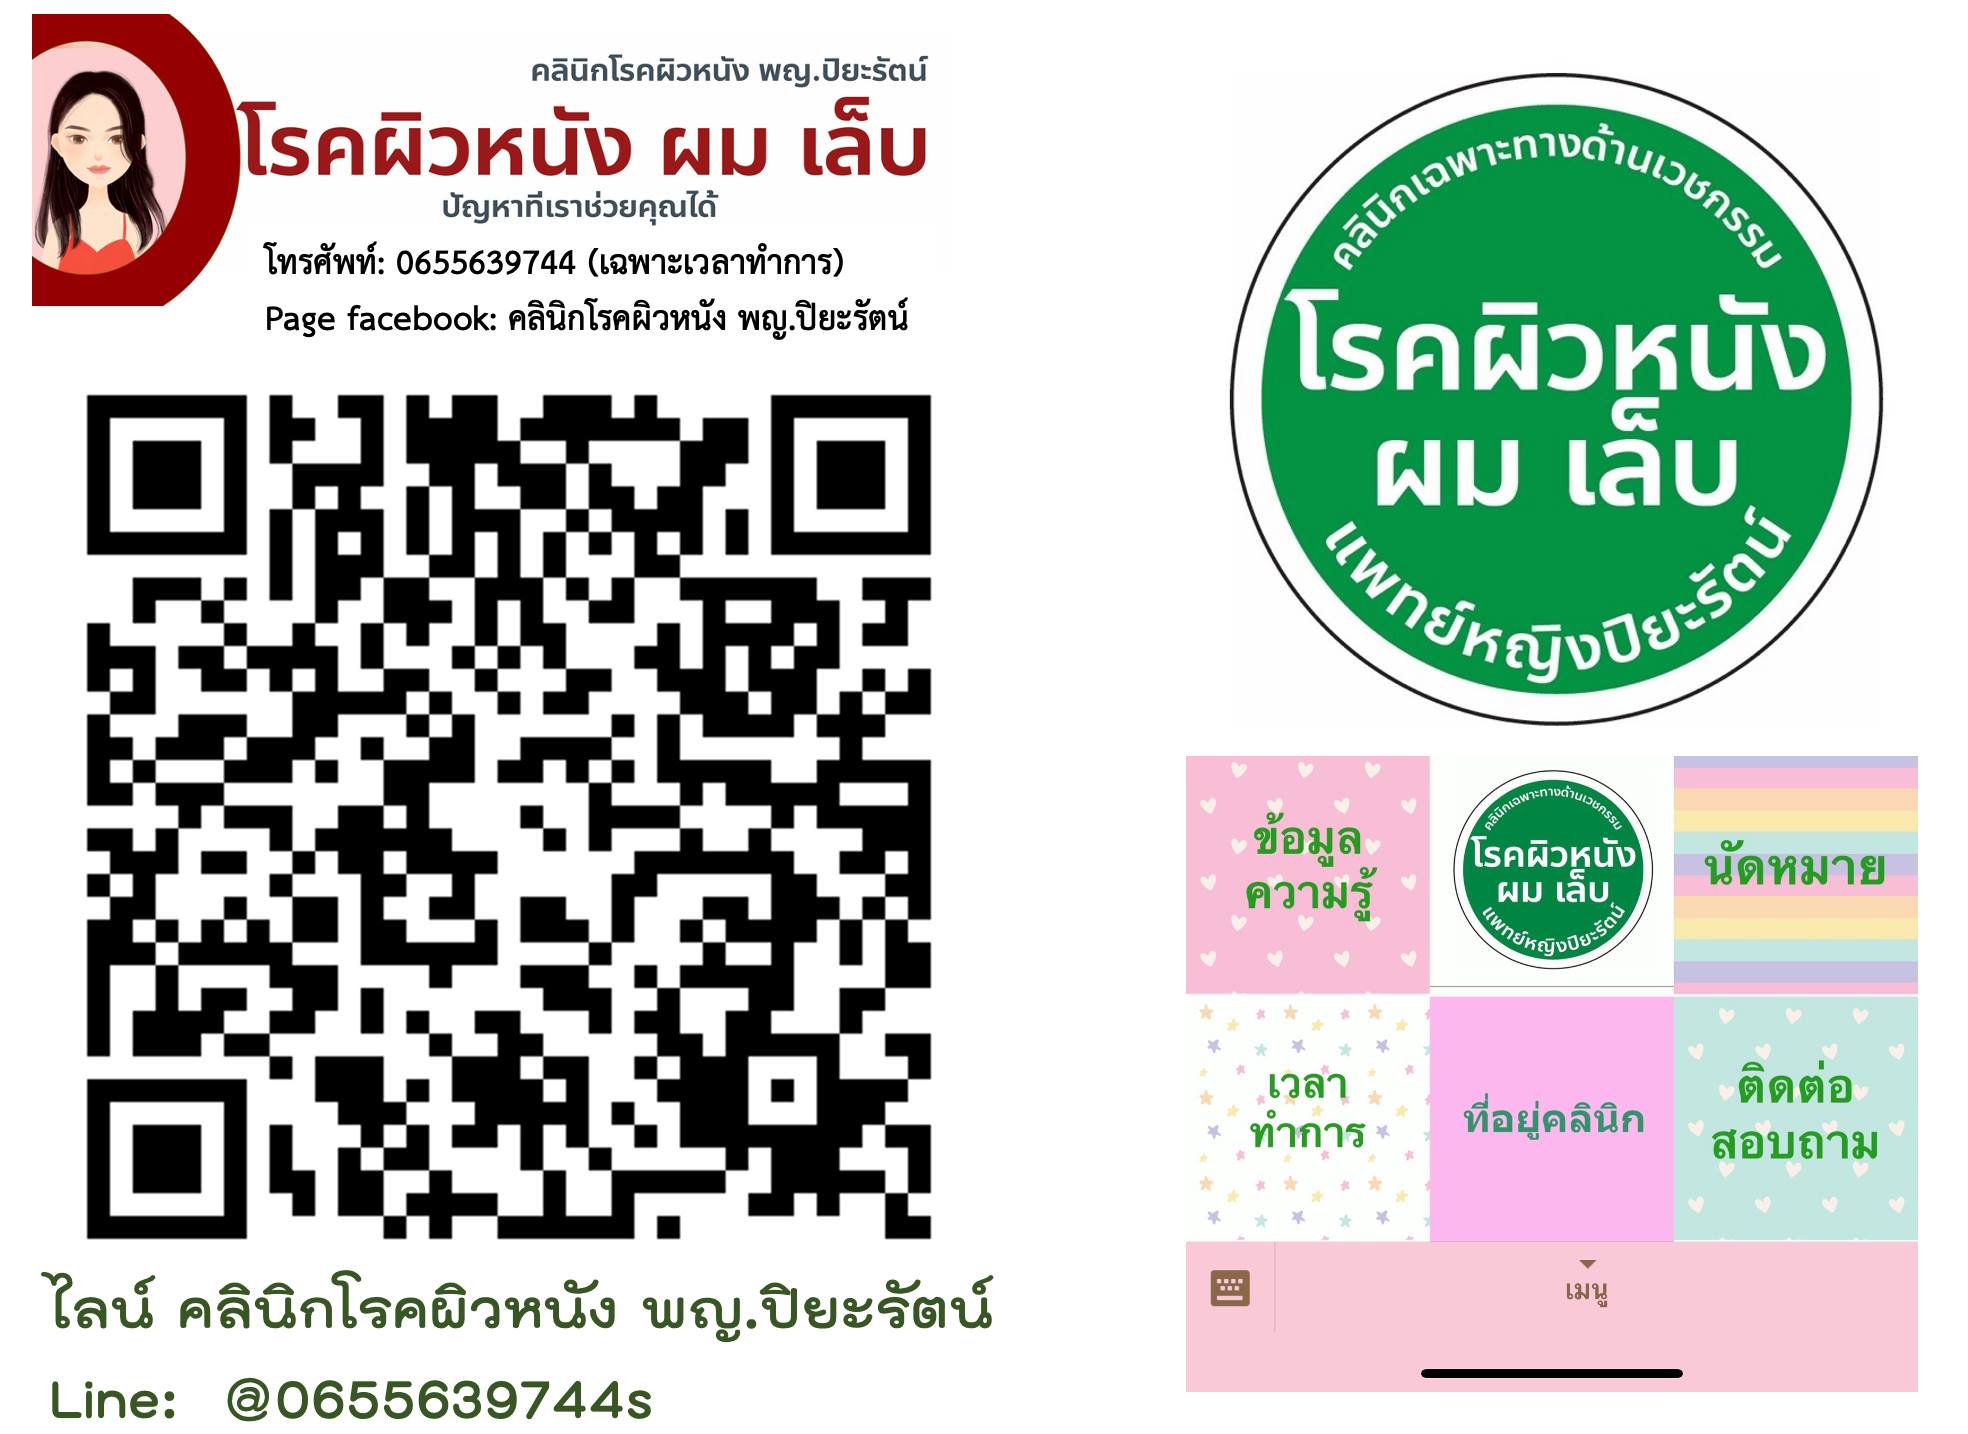 คลินิกโรคผิวหนัง พญ.ปิยะรัตน์
โรคผิวหนัง ผม เล็บ
ปัญหาที่เราช่วยคุณได้
โทรศัพท์: 0655639744 (เฉพาะเวลาทำการ)
Page facebook: คลินิกโรคผิวหนัง พญ.ปิยะรัตน์
ไลน์ คลินิกโรคผิวหนัง พญ.ปิยะรัตน์
Line: @0655639744s
คลินิกเฉพาะทางด้านเวชกรรม
โรคผิวหนัง
ผม เล็บ
แพทย์หญิงปิยะรัตน์
ข้อมูล
ความรู้
คลินิกเฉพาะทางด้านเวชกรรม
โรคผิวหนัง
ผม เล็บ
แพทย์หญิงปิยะรัตน์
นัดหมาย
เวลา
ทำการ
ที่อยู่คลินิก
ติดต่อ
สอบถาม
เมนู